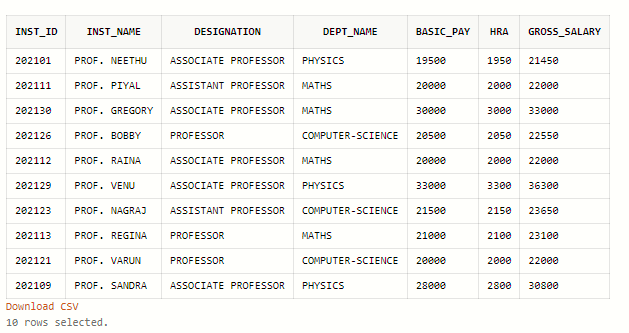 INST_ID INST_NAME DESIGNATION DEPT_NAME BASIC_PAY HRA GROSS_SALARY
202101 PROF. NEETHU ASSOCIATE PROFESSOR PHYSICS 19500 1950 21450
202111 PROF. PIYAL ASSISTANT PROFESSOR MATHS 20000 2000 22000
202130 PROF. GREGORY ASSOCIATE PROFESSOR MATHS 30000 3000 33000
202126 PROF. BOBBY PROFESSOR COMPUTER-SCIENCE 20500 2050 22550
202112 PROF. RAINA ASSOCIATE PROFESSOR MATHS 20000 2000 22000
202129 PROF. VENU ASSOCIATE PROFESSOR PHYSICS 33000 3300 36300
202123 PROF. NAGRAJ ASSISTANT PROFESSOR COMPUTER-SCIENCE 21500 2150 23650
202113 PROF. REGINA PROFESSOR MATHS 21000 2100 23100
202121 PROF. VARUN PROFESSOR COMPUTER-SCIENCE 20000 2000 22000
202109 PROF. SANDRA ASSOCIATE PROFESSOR PHYSICS 28000 2800 30800
Download CSV
10 rows selected.